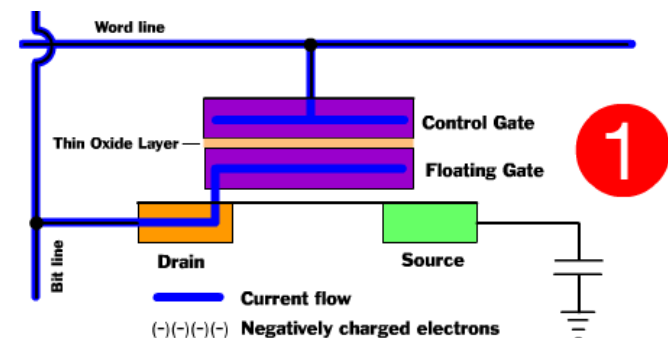 Word line
Control Gate
Thin Oxide Layer
Floating Gate
1
Drain
Source
Bit line
Current flow
(-)(-)(-)(-) Negatively charged electrons